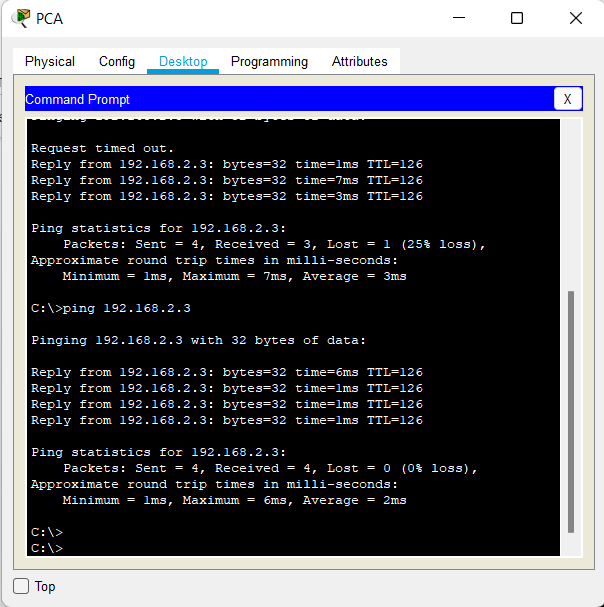 PCA
Physical Config Desktop Programming Attributes
Command Prompt
X
Request timed out.
Reply from 192.168.2.3: bytes=32 time=1ms TTL=126
Reply from 192.168.2.3: bytes=32 time=7ms TTL=126
Reply from 192.168.2.3: bytes=32 time=3ms TTL=126
Ping statistics for 192.168.2.3:
Packets: Sent = 4, Received = 3, Lost = 1 (25% loss),
Approximate round trip times in milli-seconds:
Minimum = 1ms, Maximum = 7ms, Average = 3ms
C:\>ping 192.168.2.3
Pinging 192.168.2.3 with 32 bytes of data:
Reply from 192.168.2.3: bytes=32 time=6ms TTL=126
Reply from 192.168.2.3: bytes=32 time=1ms TTL=126
Reply from 192.168.2.3: bytes=32 time=1ms TTL=126
Reply from 192.168.2.3: bytes=32 time=1ms TTL=126
Ping statistics for 192.168.2.3:
Packets: Sent = 4, Received = 4, Lost = 0 (0% loss),
Approximate round trip times in milli-seconds:
Minimum = 1ms, Maximum = 6ms, Average = 2ms
C:\>
C:\>
Top